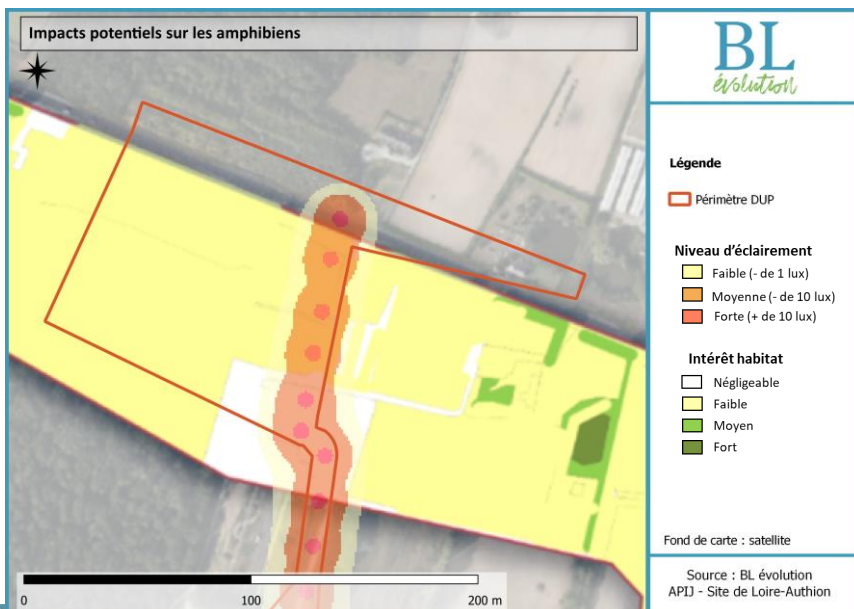 Impacts potentiels sur les amphibiens
BL
évolution
Légende
Périmètre DUP
Niveau d'éclairement
Faible (- de 1 lux)
Moyenne (- de 10 lux)
Forte (+ de 10 lux)
Intérêt habitat
Négligeable
Faible
Moyen
Fort
Fond de carte : satellite
Source : BL évolution
APIJ - Site de Loire-Authion
0 100 200 m